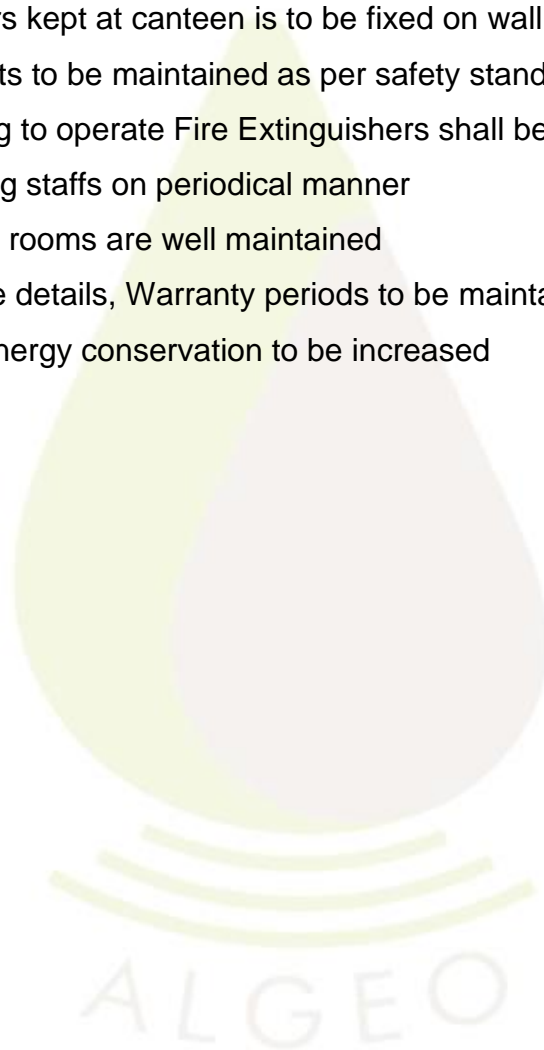 rs kept at canteen is to be fixed on wall
ts to be maintained as per safety stand
g to operate Fire Extinguishers shall be
g staffs on periodical manner
rooms are well maintained
e details, Warranty periods to be mainta
nergy conservation to be increased
ALGEO